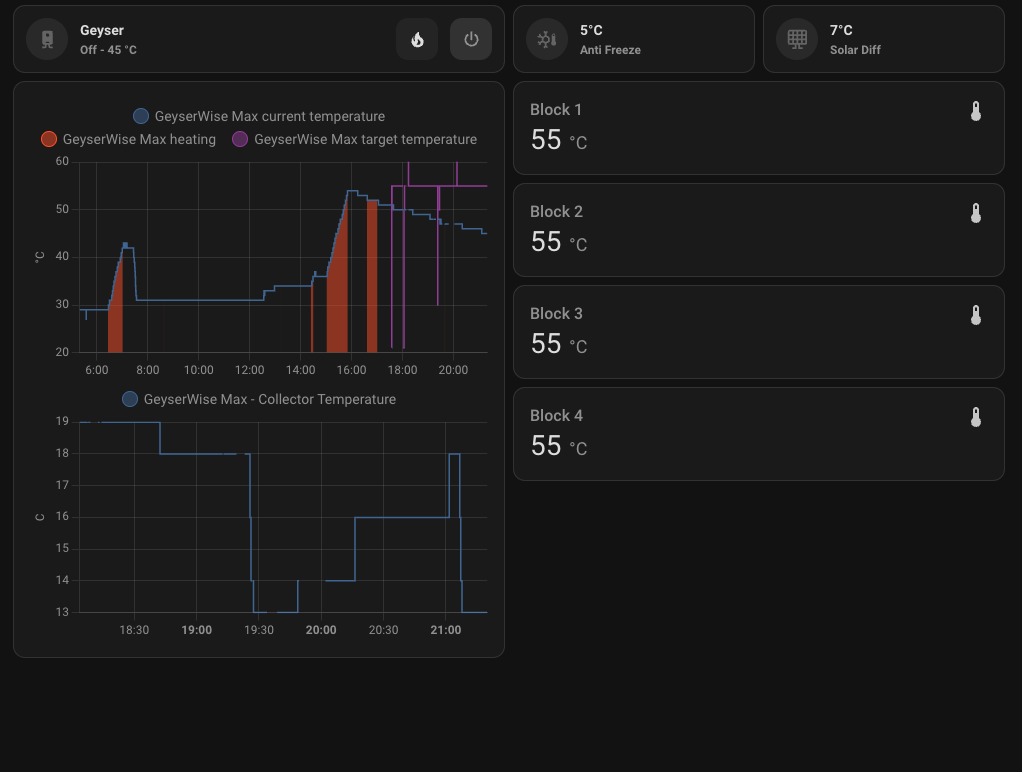 Geyser
Off - 45 °C
5°C
Anti Freeze
7°C
Solar Diff
GeyserWise Max current temperature
GeyserWise Max heating GeyserWise Max target temperature
60
50
40
30
20
°C
6:00 8:00 10:00 12:00 14:00 16:00 18:00 20:00
GeyserWise Max - Collector Temperature
19
18
17
16
15
14
13
C
18:30 19:00 19:30 20:00 20:30 21:00
Block 1
55 °C
Block 2
55 °C
Block 3
55 °C
Block 4
55 °C